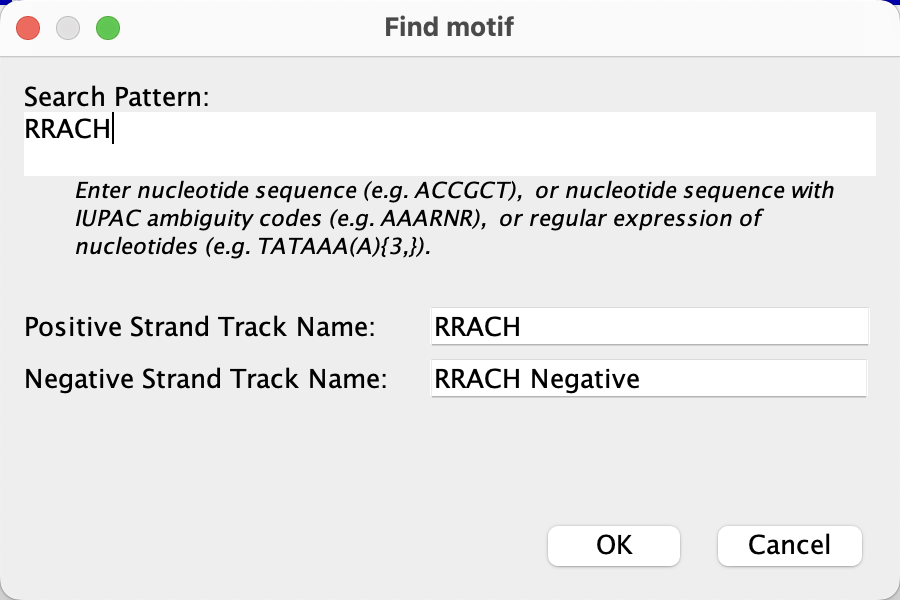 Find motif
Search Pattern:
RRACH
Enter nucleotide sequence (e.g. ACCGCT),  or nucleotide sequence with
IUPAC ambiguity codes (e.g. AAARNR),  or regular expression of
nucleotides (e.g. TATAAA(A){3,}).
Positive Strand Track Name: RRACH
Negative Strand Track Name: RRACH Negative
OK Cancel